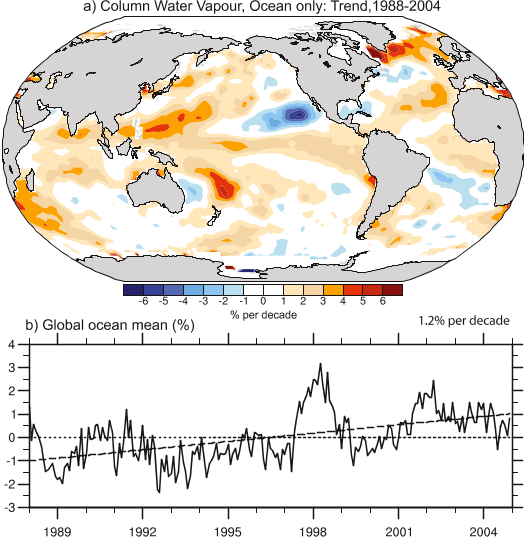 a) Column Water Vapour, Ocean only: Trend,1988-2004
-6 -5 -4 -3 -2 -1 0 1 2 3 4 5 6
% per decade
b) Global ocean mean (%)
1.2% per decade
4
3
2
1
0
-1
-2
-3
1989 1992 1995 1998 2001 2004